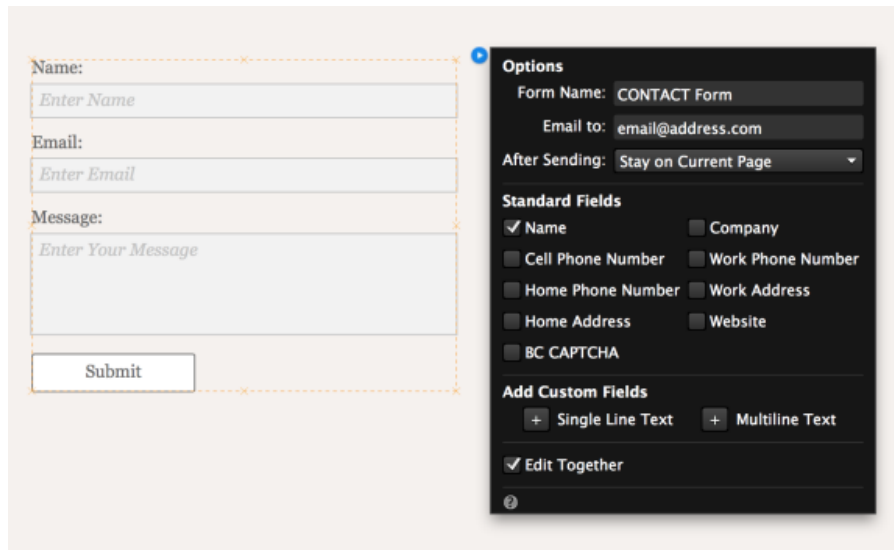 Name:
Enter Name
Email:
Enter Email
Message:
Enter Your Message
Submit
Options
Form Name: CONTACT Form
Email to: email@address.com
After Sending: Stay on Current Page
Standard Fields
Name Company
Cell Phone Number Work Phone Number
Home Phone Number Work Address
Home Address Website
BC CAPTCHA
Add Custom Fields
+ Single Line Text + Multiline Text
Edit Together
?